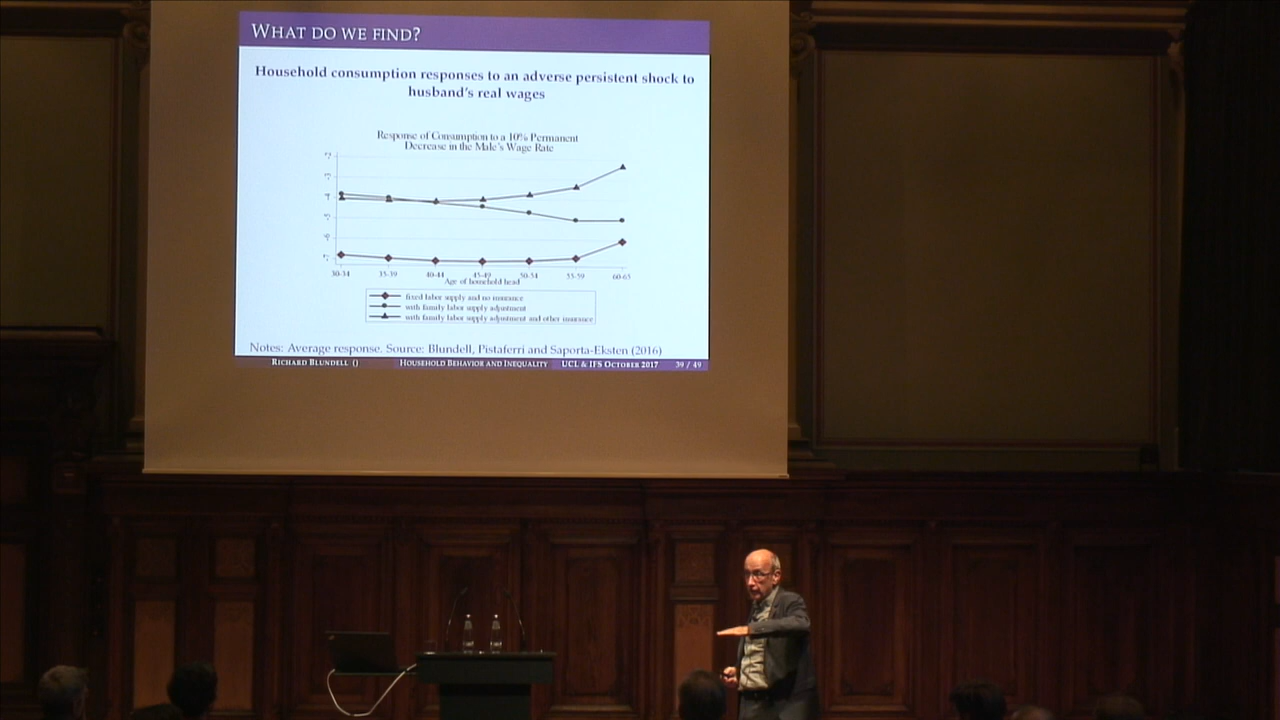 WHAT DO WE FIND?
Household consumption responses to an adverse persistent shock to
husband's real wages
Response of Consumption to a 10% Permanent
Decrease in the Male's Wage Rate
30-34 35-39 40-44 45-49 50-54 55-59 60-65
Age of household head
fixed labor supply and no insurance
with family labor supply adjustment
with family labor supply adjustment and other insurance
Notes: Average response. Source: Blundell, Pistaferri and Saporta-Eksten (2016)
RICHARD BLUNDELL () HOUSEHOLD BEHAVIOR AND INEQUALITY UCL & IFS OCTOBER 2017 39 / 49